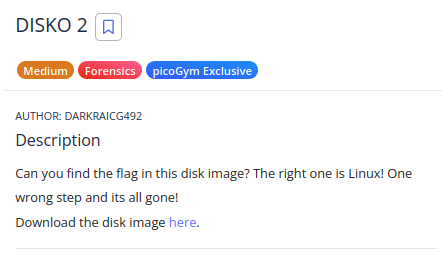 DISKO 2
Medium Forensics picoGym Exclusive
AUTHOR: DARKRAICG492
Description
Can you find the flag in this disk image? The right one is Linux! One
wrong step and its all gone!
Download the disk image here.